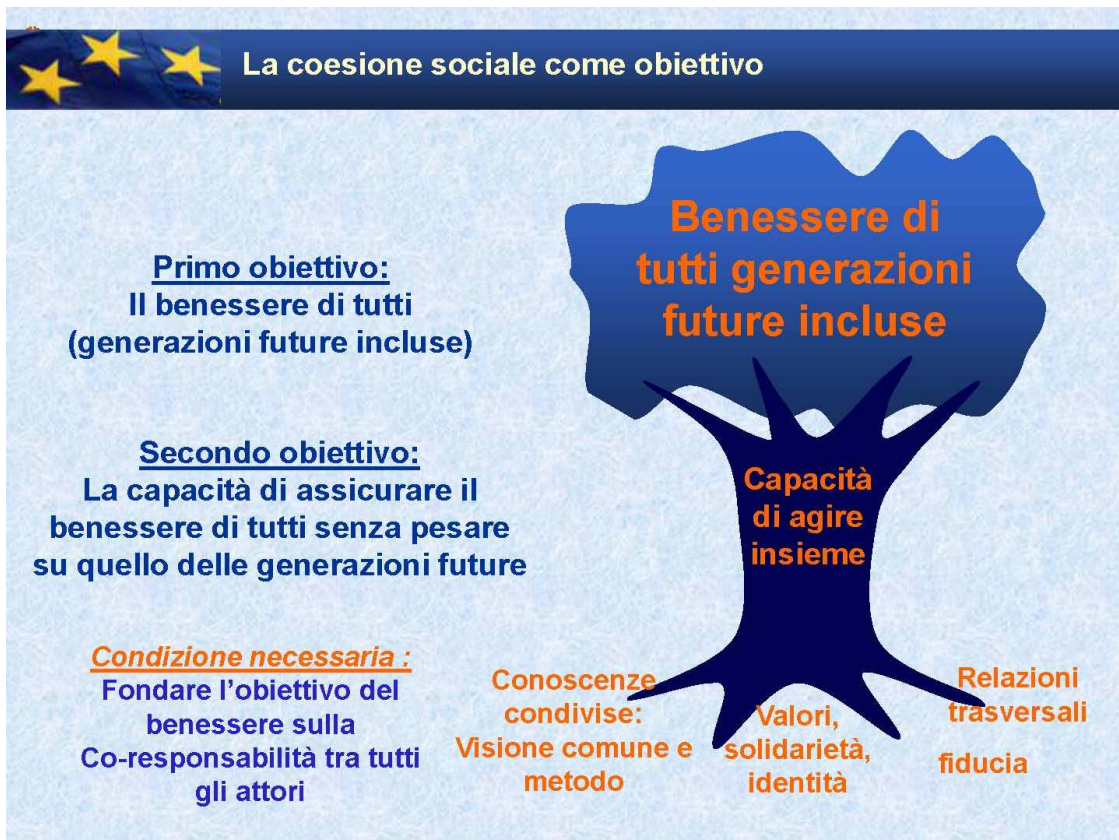 La coesione sociale come obiettivo
Primo obiettivo:
Il benessere di tutti
(generazioni future incluse)
Secondo obiettivo:
La capacità di assicurare il
benessere di tutti senza pesare
su quello delle generazioni future
Condizione necessaria :
Fondare l'obiettivo del
benessere sulla
Co-responsabilità tra tutti
gli attori
Benessere di
tutti generazioni
future incluse
Capacità
di agire
insieme
Conoscenze
condivise:
Visione comune e
metodo
Valori,
solidarietà,
identità
Relazioni
trasversali
fiducia